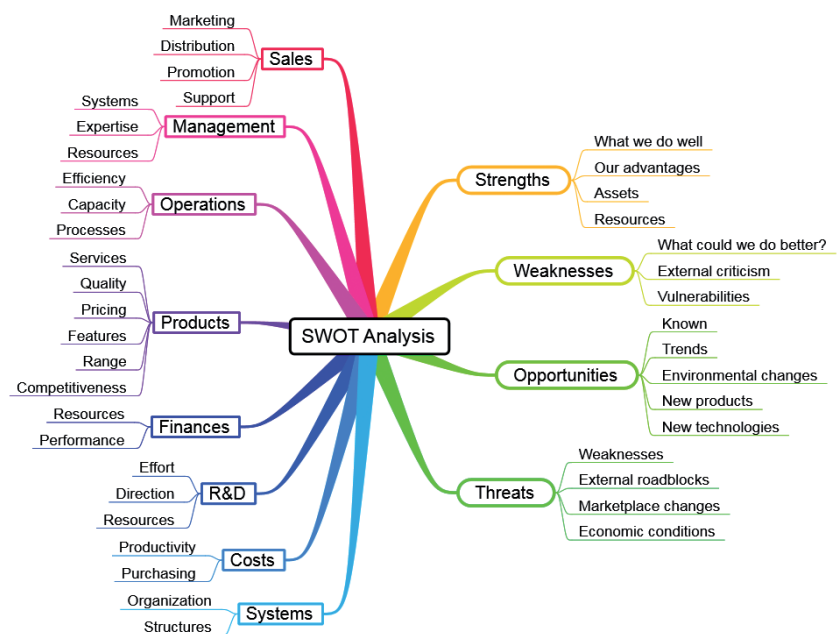 SWOT Analysis
Sales
Marketing
Distribution
Promotion
Support
Management
Systems
Expertise
Resources
Operations
Efficiency
Capacity
Processes
Products
Services
Quality
Pricing
Features
Range
Competitiveness
Finances
Resources
Performance
R&D
Effort
Direction
Resources
Costs
Productivity
Purchasing
Systems
Organization
Structures
Strengths
What we do well
Our advantages
Assets
Resources
Weaknesses
What could we do better?
External criticism
Vulnerabilities
Opportunities
Known
Trends
Environmental changes
New products
New technologies
Threats
Weaknesses
External roadblocks
Marketplace changes
Economic conditions